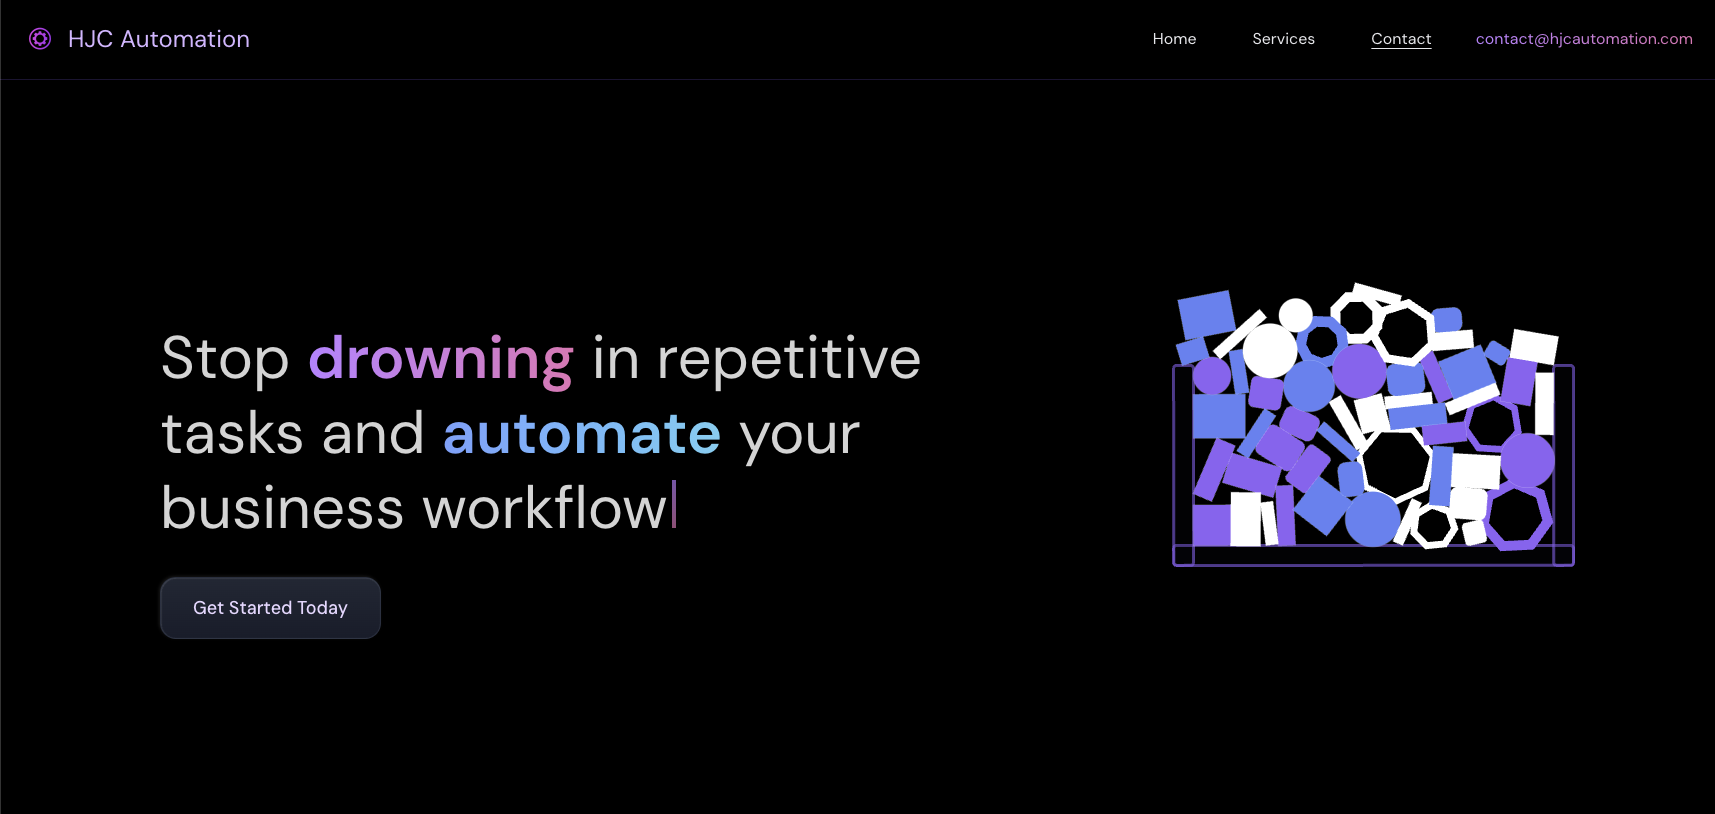 HJC Automation
Home
Services
Contact
contact@hjcautomation.com
Stop drowning in repetitive
tasks and automate your
business workflow
Get Started Today